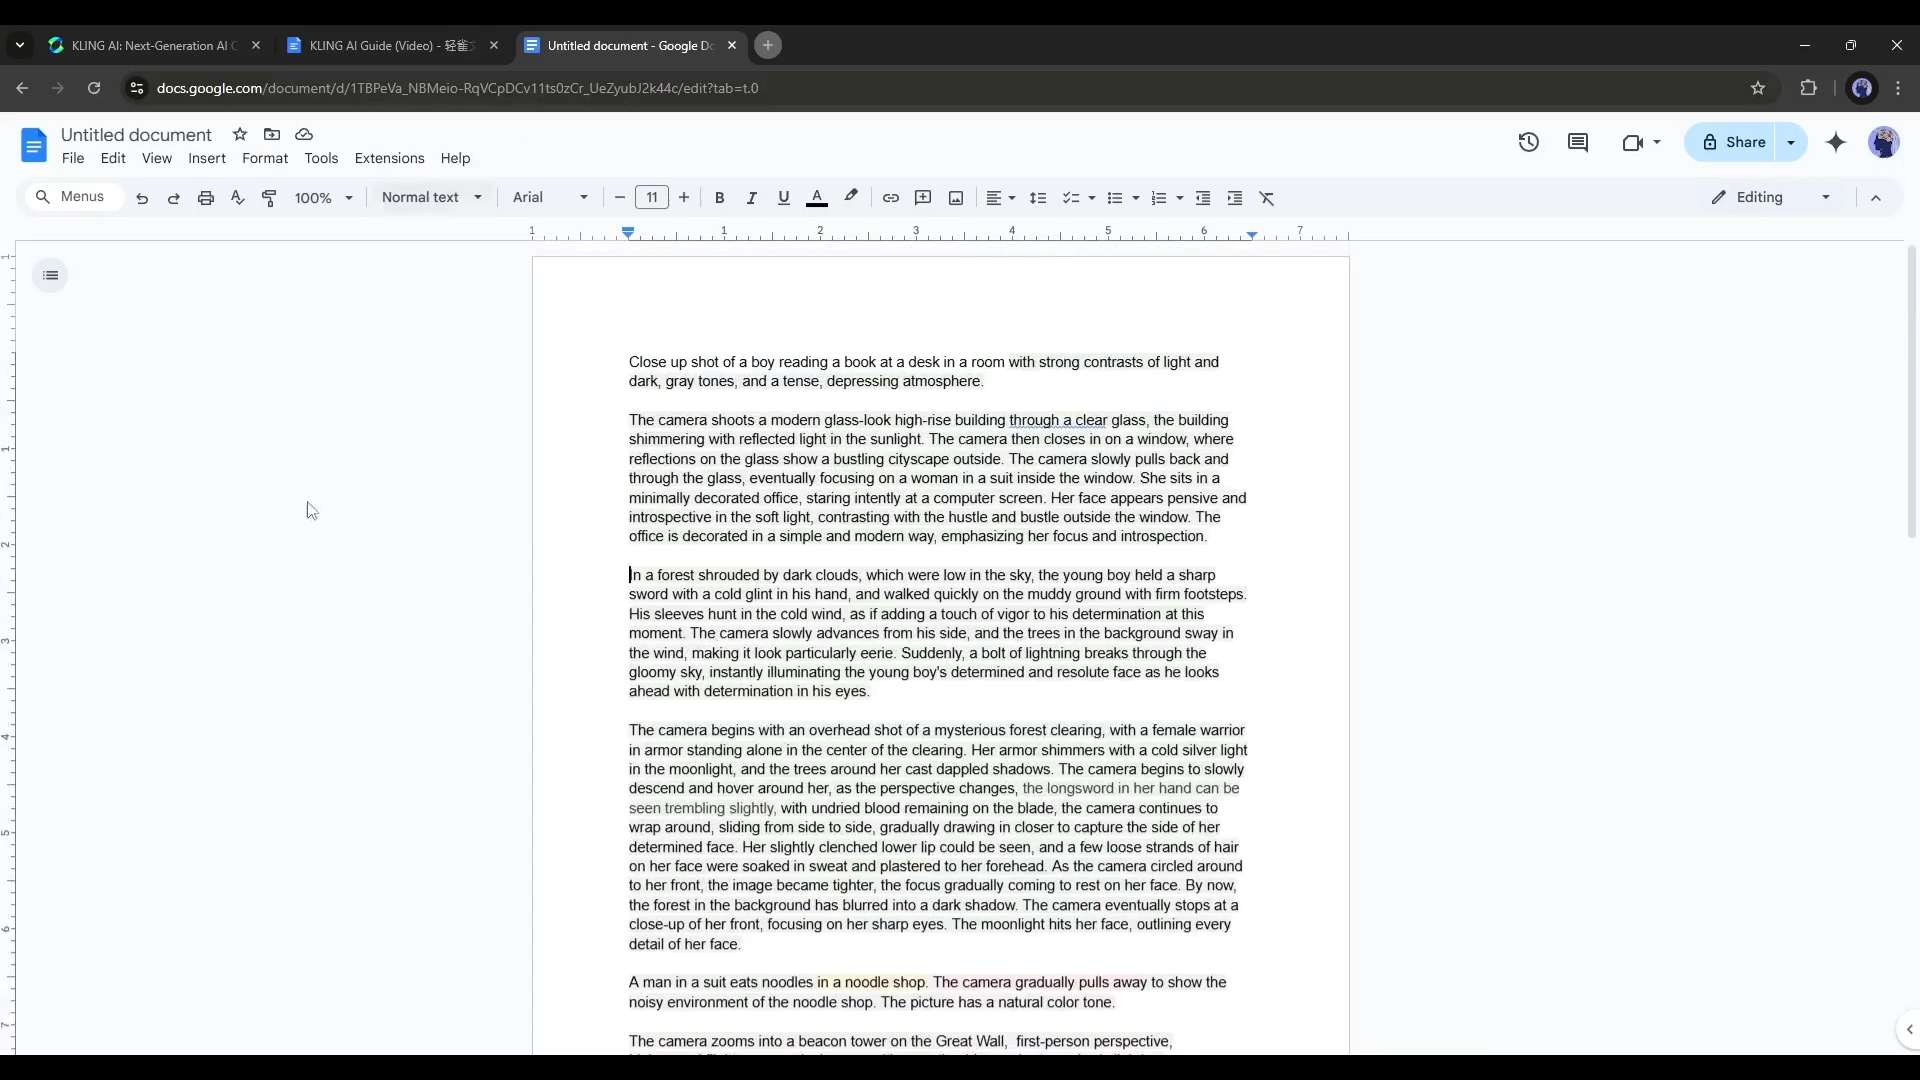 KLING AI: Next-Generation AI C
KLING AI Guide (Video) - 轻雀
Untitled document - Google Do
docs.google.com/document/d/1TBPeVa_NBMeio-RqVCpDCv11ts0zCr_UeZyubJ2k44c/edit?tab=t.0
Untitled document
File Edit View Insert Format Tools Extensions Help
Share
Menus 100% Normal text Arial 11 Editing
1 1 2 3 4 5 6 7
1
1
2
3
4
5
6
7
Close up shot of a boy reading a book at a desk in a room with strong contrasts of light and
dark, gray tones, and a tense, depressing atmosphere.
The camera shoots a modern glass-look high-rise building through a clear glass, the building
shimmering with reflected light in the sunlight. The camera then closes in on a window, where
reflections on the glass show a bustling cityscape outside. The camera slowly pulls back and
through the glass, eventually focusing on a woman in a suit inside the window. She sits in a
minimally decorated office, staring intently at a computer screen. Her face appears pensive and
introspective in the soft light, contrasting with the hustle and bustle outside the window. The
office is decorated in a simple and modern way, emphasizing her focus and introspection.
In a forest shrouded by dark clouds, which were low in the sky, the young boy held a sharp
sword with a cold glint in his hand, and walked quickly on the muddy ground with firm footsteps.
His sleeves hunt in the cold wind, as if adding a touch of vigor to his determination at this
moment. The camera slowly advances from his side, and the trees in the background sway in
the wind, making it look particularly eerie. Suddenly, a bolt of lightning breaks through the
gloomy sky, instantly illuminating the young boy's determined and resolute face as he looks
ahead with determination in his eyes.
The camera begins with an overhead shot of a mysterious forest clearing, with a female warrior
in armor standing alone in the center of the clearing. Her armor shimmers with a cold silver light
in the moonlight, and the trees around her cast dappled shadows. The camera begins to slowly
descend and hover around her, as the perspective changes, the longsword in her hand can be
seen trembling slightly, with undried blood remaining on the blade, the camera continues to
wrap around, sliding from side to side, gradually drawing in closer to capture the side of her
determined face. Her slightly clenched lower lip could be seen, and a few loose strands of hair
on her face were soaked in sweat and plastered to her forehead. As the camera circled around
to her front, the image became tighter, the focus gradually coming to rest on her face. By now,
the forest in the background has blurred into a dark shadow. The camera eventually stops at a
close-up of her front, focusing on her sharp eyes. The moonlight hits her face, outlining every
detail of her face.
A man in a suit eats noodles in a noodle shop. The camera gradually pulls away to show the
noisy environment of the noodle shop. The picture has a natural color tone.
The camera zooms into a beacon tower on the Great Wall, first-person perspective,